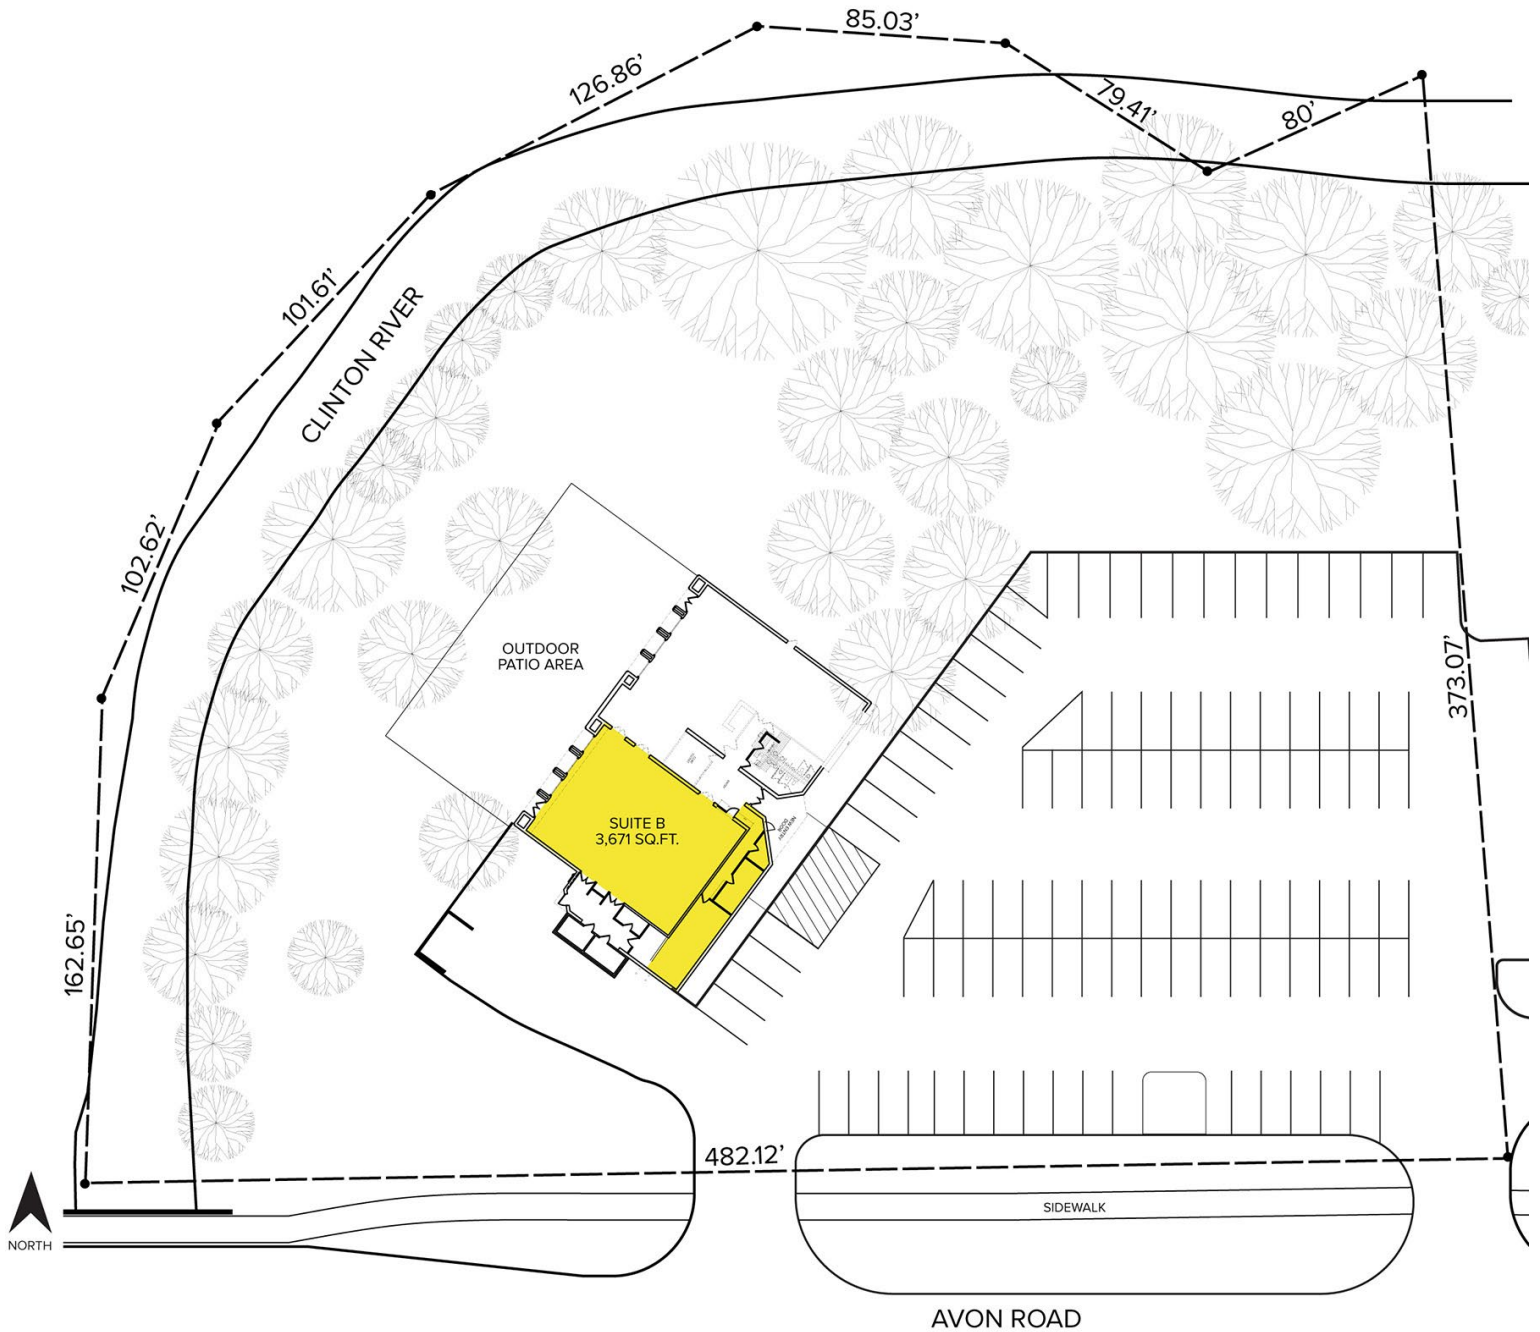 85.03’
126.86’
79.41’
80’
101.61’
CLINTON RIVER
102.62’
OUTDOOR
PATIO AREA
373.07’
SUITE B
3,671 SQ.FT.
162.65’
482.12’
SIDEWALK
NORTH
AVON ROAD